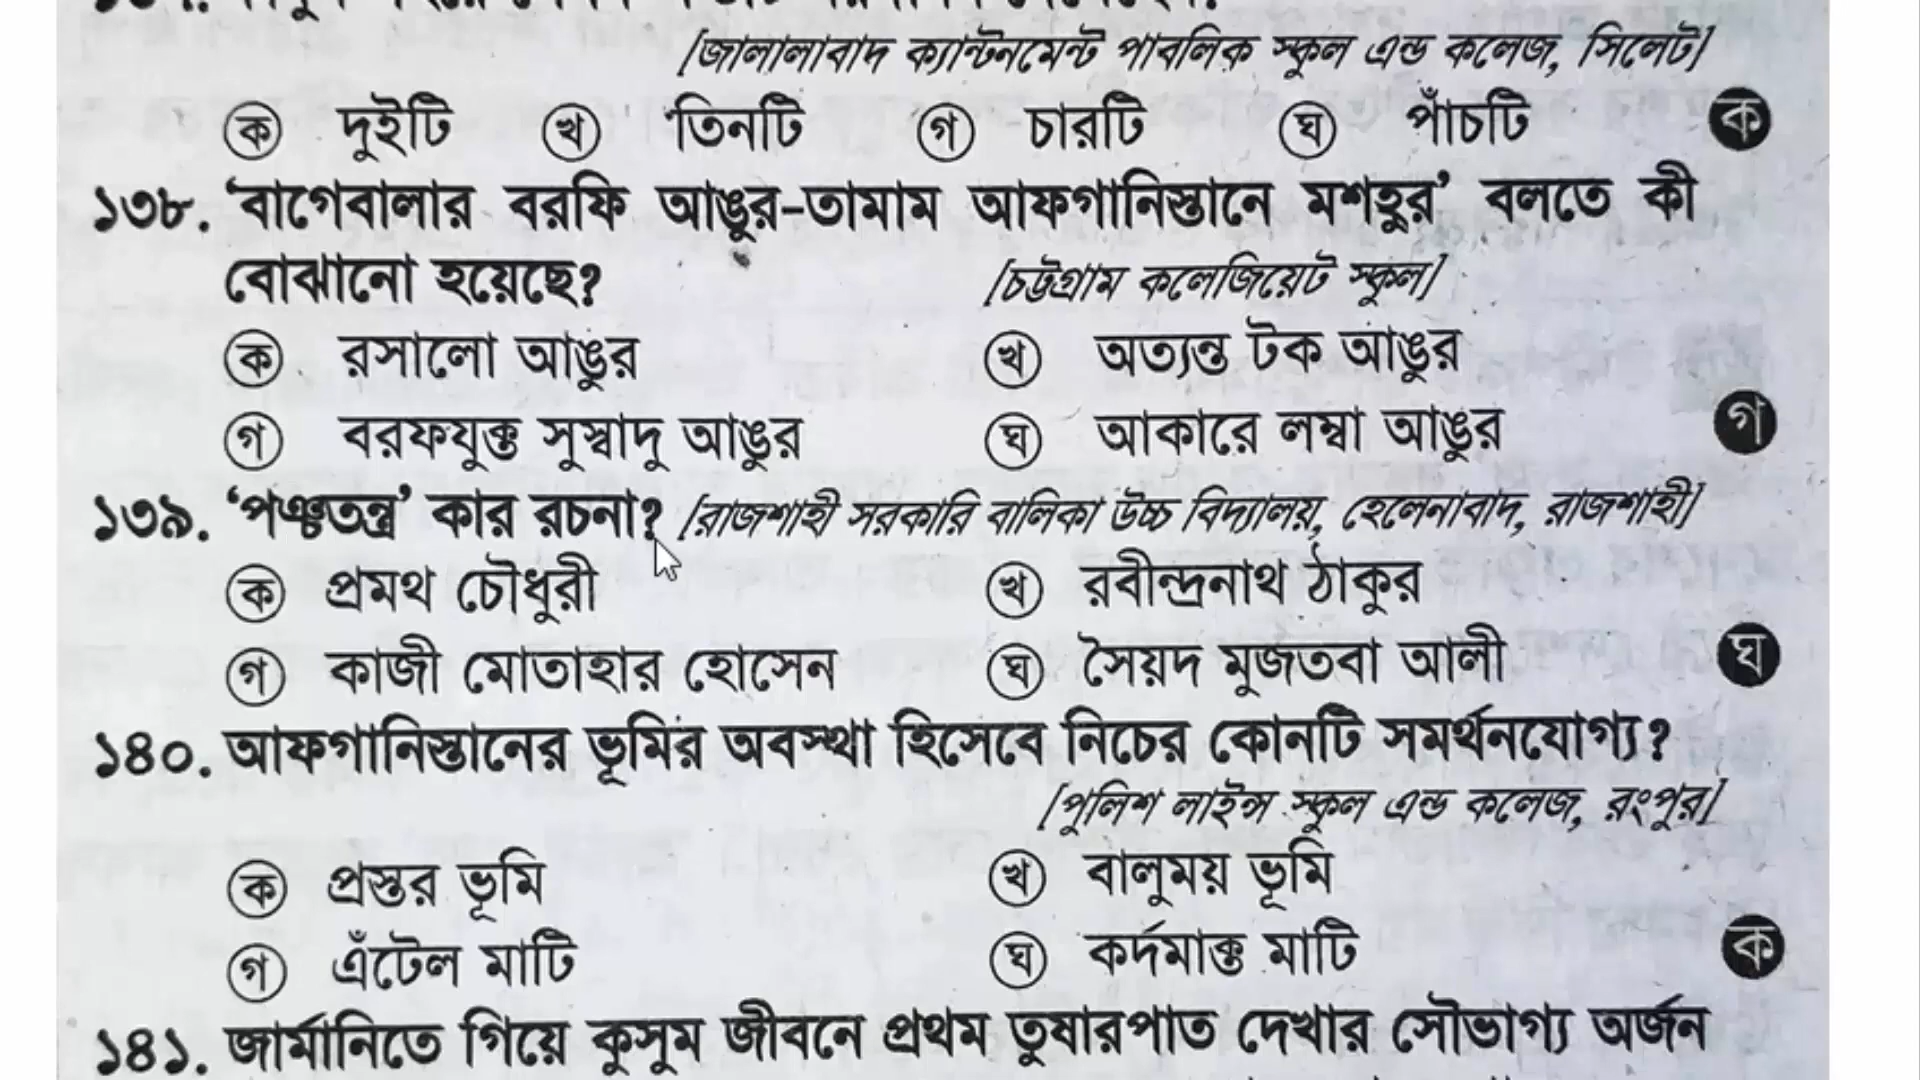 [জালালাবাদ ক্যান্টনমেন্ট পাবলিক স্কুল এন্ড কলেজ, সিলেট]
ক দুইটি খ তিনটি গ চারটি ঘ পাঁচটি ক
১৩৮. ‘বাগেবালার বরফি আঙুর-তামাম আফগানিস্তানে মশহুর’ বলতে কী
বোঝানো হয়েছে? [চট্টগ্রাম কলেজিয়েট স্কুল]
ক রসালো আঙুর খ অত্যন্ত টক আঙুর
গ বরফযুক্ত সুস্বাদু আঙুর ঘ আকারে লম্বা আঙুর গ
১৩৯. ‘পঞ্চতন্ত্র’ কার রচনা? [রাজশাহী সরকারি বালিকা উচ্চ বিদ্যালয়, হেলেনাবাদ, রাজশাহী]
ক প্রমথ চৌধুরী খ রবীন্দ্রনাথ ঠাকুর
গ কাজী মোতাহার হোসেন ঘ সৈয়দ মুজতবা আলী ঘ
১৪০. আফগানিস্তানের ভূমির অবস্থা হিসেবে নিচের কোনটি সমর্থনযোগ্য?
[পুলিশ লাইন্স স্কুল এন্ড কলেজ, রংপুর]
ক প্রস্তর ভূমি খ বালুময় ভূমি
গ এঁটেল মাটি ঘ কর্দমাক্ত মাটি ক
১৪১. জার্মানিতে গিয়ে কুসুম জীবনে প্রথম তুষারপাত দেখার সৌভাগ্য অর্জন